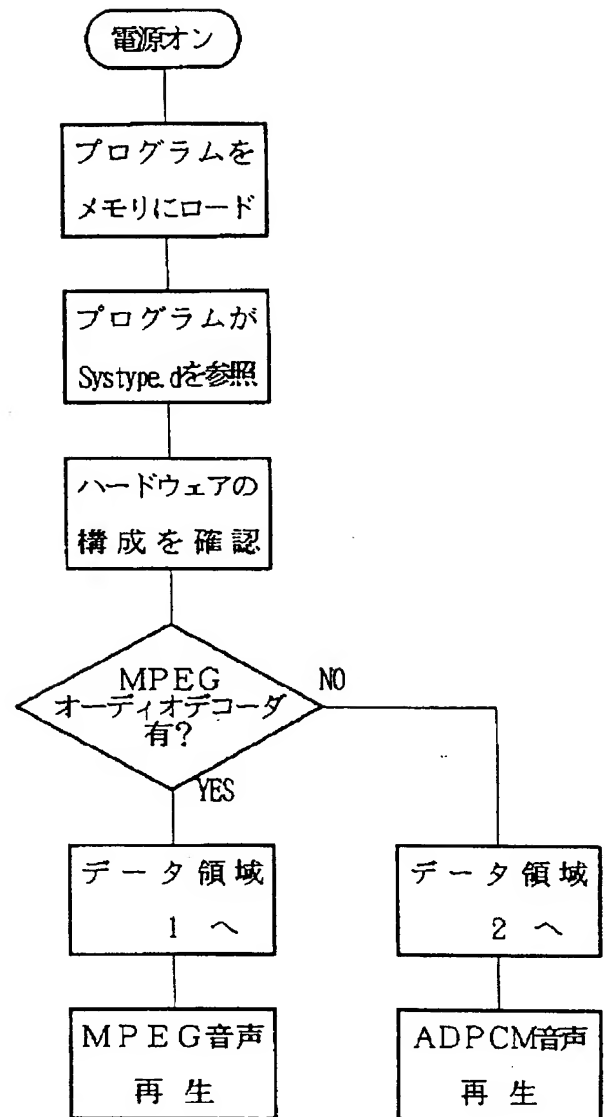 電源オン
プログラムを
メモリにロード
プログラムが
Systype.dを参照
ハードウェアの
構成を確認
MPEG
オーディオデコーダ
有?
NO
YES
データ領域
1 へ
データ領域
2 へ
MPEG音声
再生
ADPCM音声
再生